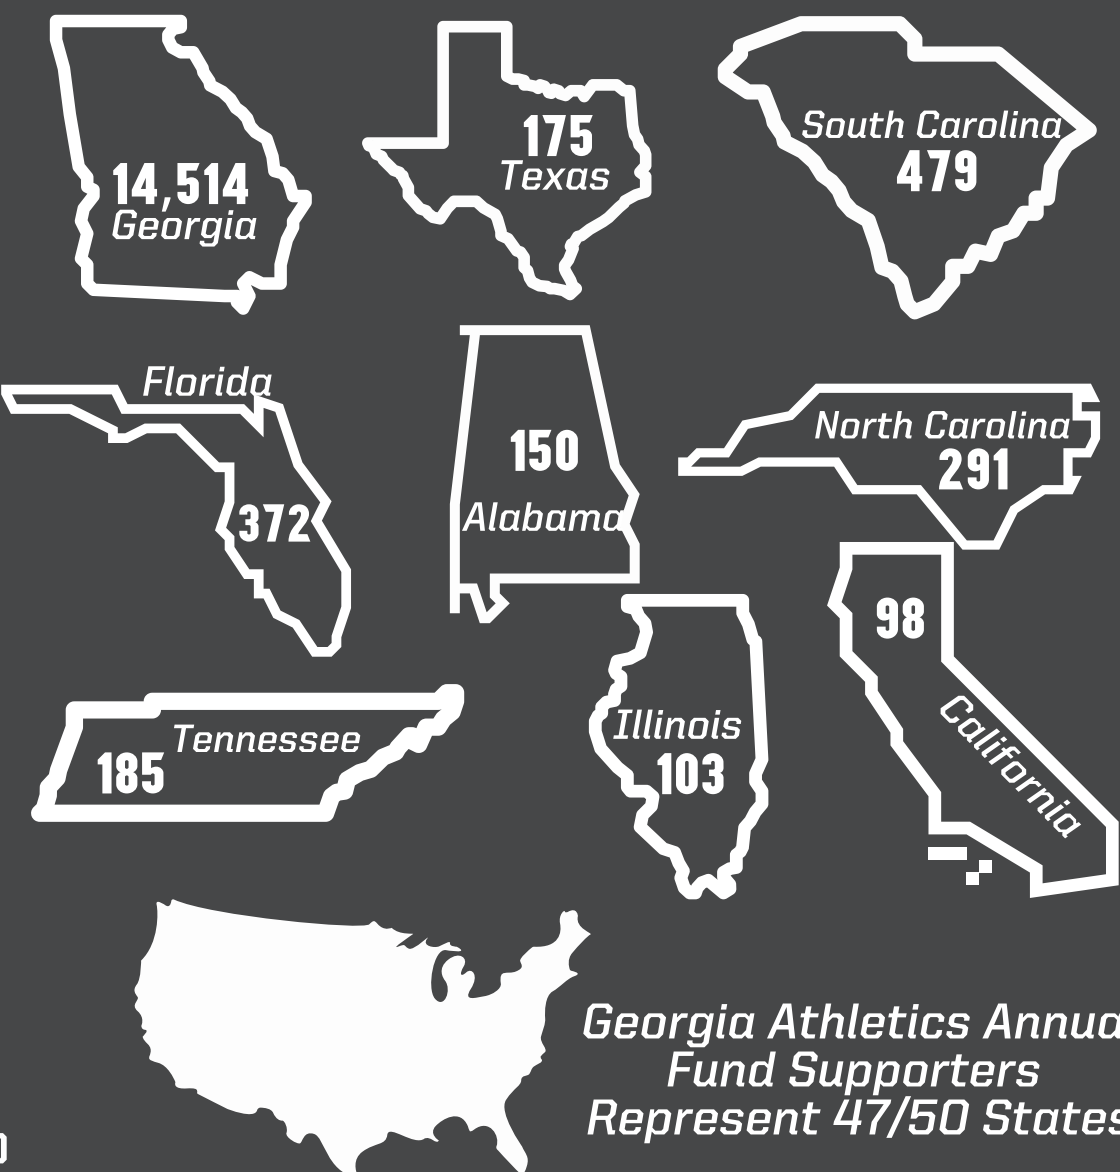 14,514
Georgia
175
Texas
South Carolina
479
Florida
372
150
Alabama
North Carolina
291
98
California
Tennessee
185
Illinois
103
Georgia Athletics Annua
Fund Supporters
Represent 47/50 States